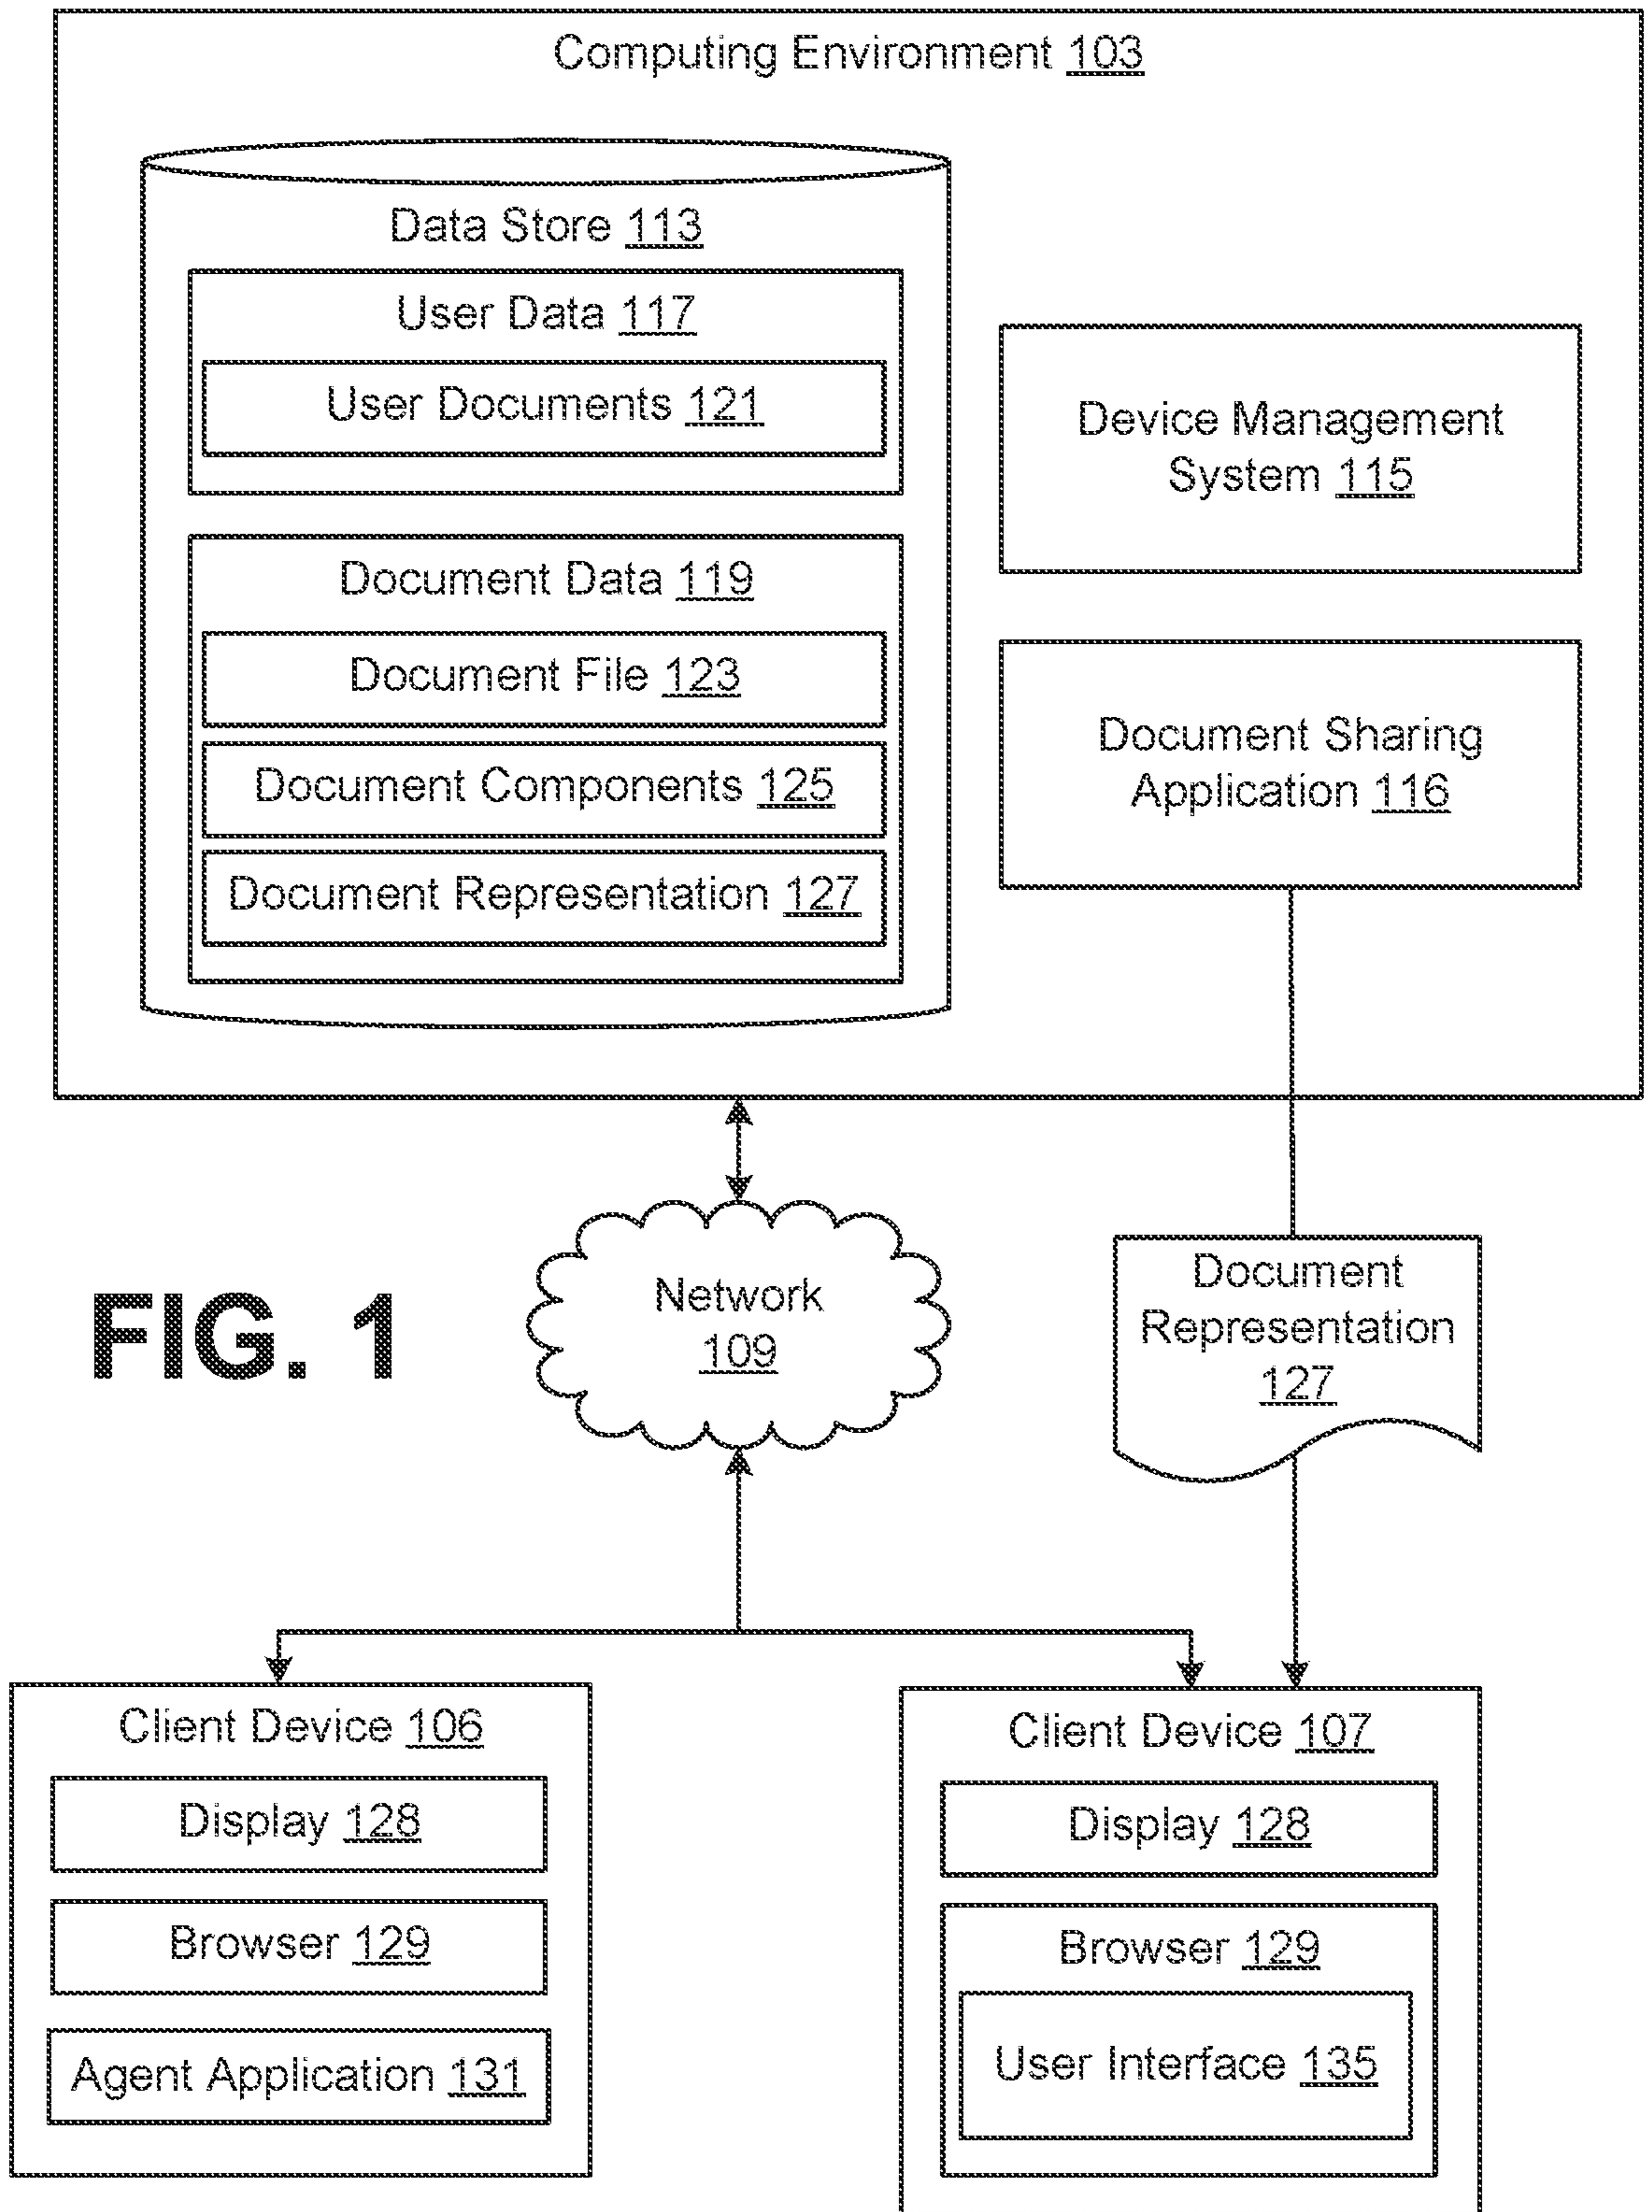 Computing Environment 103
Data Store 113
User Data 117
User Documents 121
Document Data 119
Document File 123
Document Components 125
Document Representation 127
Device Management
System 115
Document Sharing
Application 116
FIG. 1
Network
109
Document
Representation
127
Client Device 106
Display 128
Browser 129
Agent Application 131
Client Device 107
Display 128
Browser 129
User Interface 135